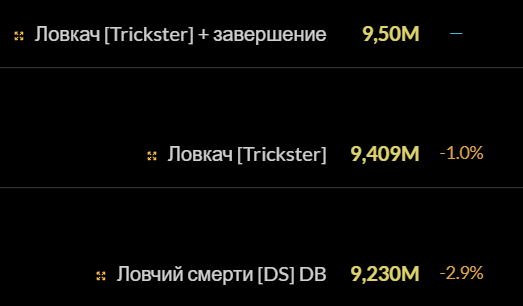 Ловкач [Trickster] + завершение 9,50M —
Ловкач [Trickster] 9,409M -1.0%
Ловчий смерти [DS] DB 9,230M -2.9%